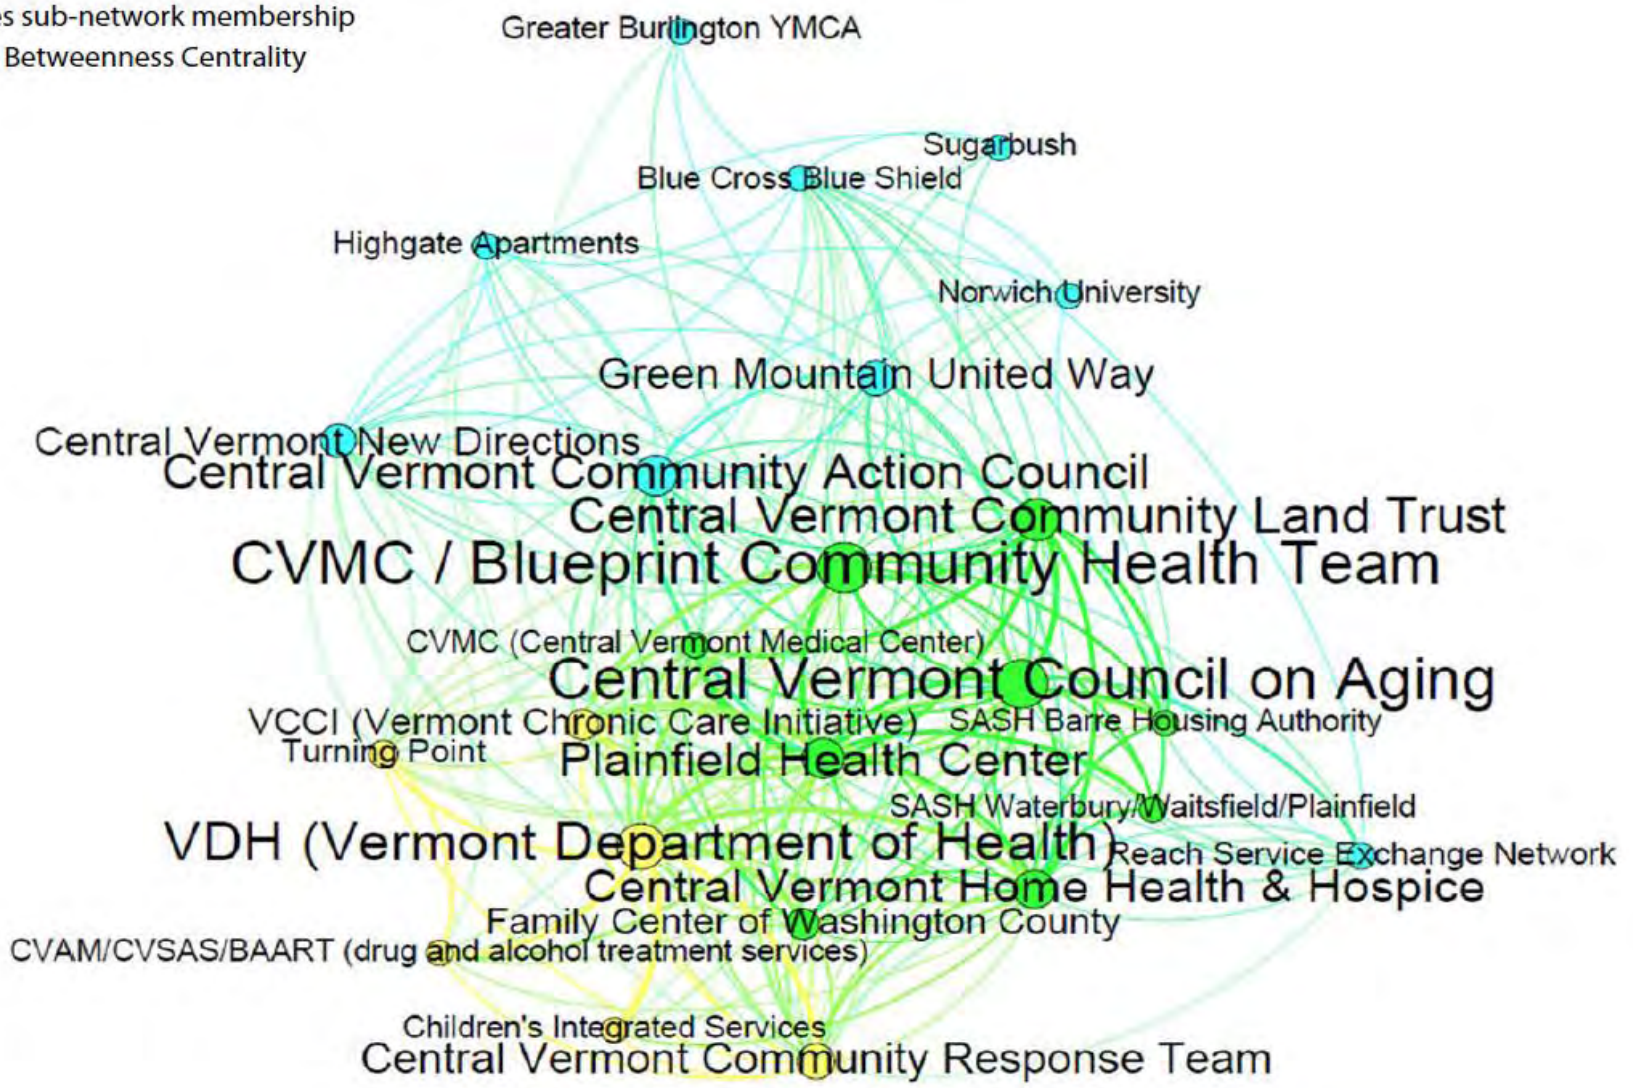 es sub-network membership
Betweenness Centrality
Greater Burlington YMCA
Sugarbush
Blue Cross Blue Shield
Highgate Apartments
Norwich University
Green Mountain United Way
Central Vermont New Directions
Central Vermont Community Action Council
Central Vermont Community Land Trust
CVMC / Blueprint Community Health Team
CVMC (Central Vermont Medical Center)
Central Vermont Council on Aging
VCCI (Vermont Chronic Care Initiative)
SASH Barre Housing Authority
Turning Point
Plainfield Health Center
SASH Waterbury/Waitsfield/Plainfield
VDH (Vermont Department of Health)
Reach Service Exchange Network
Central Vermont Home Health & Hospice
Family Center of Washington County
CVAM/CVSAS/BAART (drug and alcohol treatment services)
Children's Integrated Services
Central Vermont Community Response Team